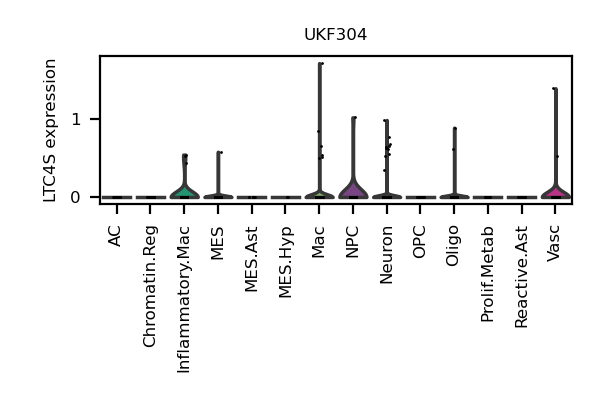 UKF304
LTC4S expression
1
0
AC
Chromatin.Reg
Inflammatory.Mac
MES
MES.Ast
MES.Hyp
Mac
NPC
Neuron
OPC
Oligo
Prolif.Metab
Reactive.Ast
Vasc